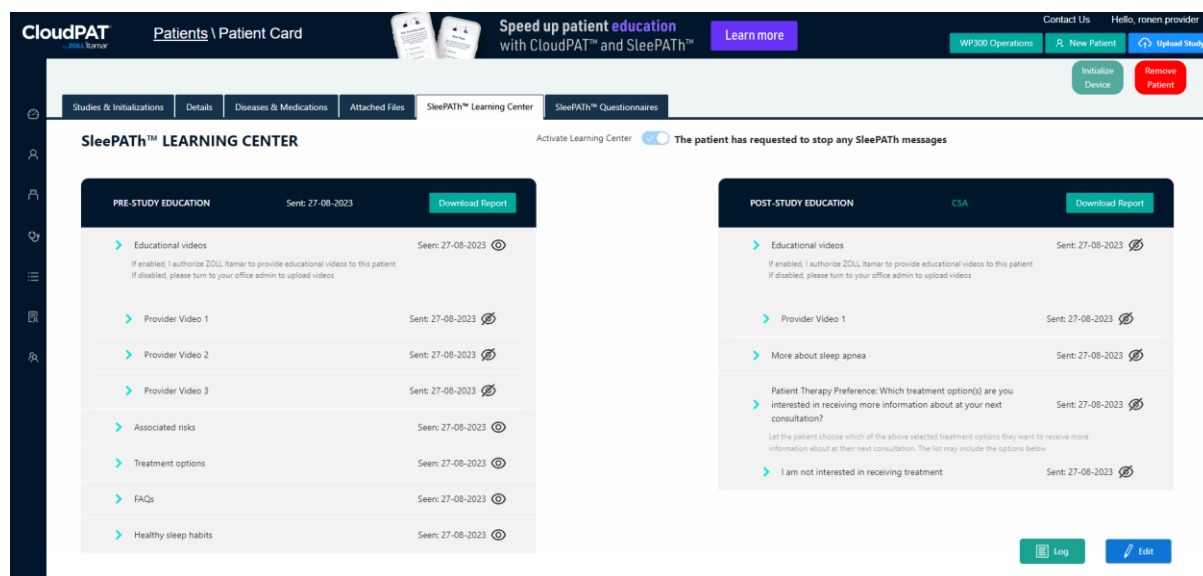 CloudPAT™
by ZOLL Itamar
Patients \ Patient Card
Speed up patient education
with CloudPAT™ and SleePATh™
Learn more
Contact Us
Hello, ronen.provider
WP300 Operations
New Patient
Upload Study
Initialize
Device
Remove
Patient
Studies & Initializations
Details
Diseases & Medications
Attached Files
SleePATh™ Learning Center
SleePATh™ Questionnaires
SleePATh™ LEARNING CENTER
Activate Learning Center
The patient has requested to stop any SleePATh messages
PRE-STUDY EDUCATION
Sent: 27-08-2023
Download Report
Educational videos
Seen: 27-08-2023
If enabled, I authorize ZOLL Itamar to provide educational videos to this patient
If disabled, please turn to your office admin to upload videos
Provider Video 1
Sent: 27-08-2023
Provider Video 2
Sent: 27-08-2023
Provider Video 3
Sent: 27-08-2023
Associated risks
Seen: 27-08-2023
Treatment options
Seen: 27-08-2023
FAQs
Seen: 27-08-2023
Healthy sleep habits
Seen: 27-08-2023
POST-STUDY EDUCATION
CSA
Download Report
Educational videos
Sent: 27-08-2023
If enabled, I authorize ZOLL Itamar to provide educational videos to this patient
If disabled, please turn to your office admin to upload videos
Provider Video 1
Sent: 27-08-2023
More about sleep apnea
Sent: 27-08-2023
Patient Therapy Preference: Which treatment option(s) are you
interested in receiving more information about at your next
consultation?
Sent: 27-08-2023
Let the patient choose which of the above selected treatment options they want to receive more
information about at their next consultation. The list may include the options below
I am not interested in receiving treatment
Sent: 27-08-2023
Log
Edit